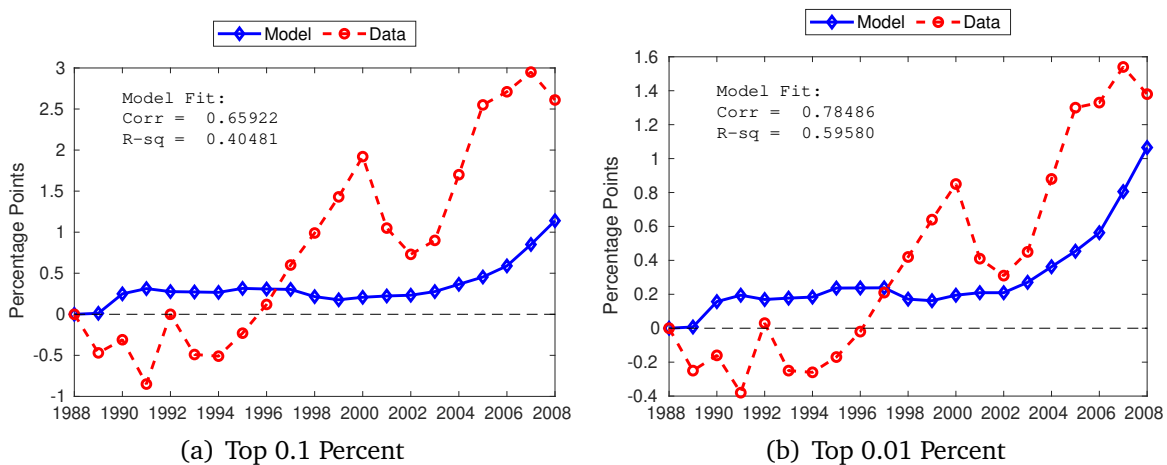 Model Data
Percentage Points
3
2.5
2
1.5
1
0.5
0
-0.5
-1
Model Fit:
Corr = 0.65922
R-sq = 0.40481
1988 1990 1992 1994 1996 1998 2000 2002 2004 2006 2008
(a) Top 0.1 Percent
Model Data
Percentage Points
1.6
1.4
1.2
1
0.8
0.6
0.4
0.2
0
-0.2
-0.4
Model Fit:
Corr = 0.78486
R-sq = 0.59580
1988 1990 1992 1994 1996 1998 2000 2002 2004 2006 2008
(b) Top 0.01 Percent